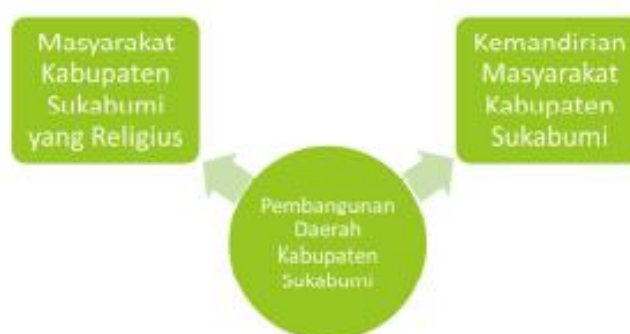 Masyarakat
Kabupaten
Sukabumi
yang Religius
Kemandirian
Masyarakat
Kabupaten
Sukabumi
Pembangunan
Daerah
Kabupaten
Sukabumi